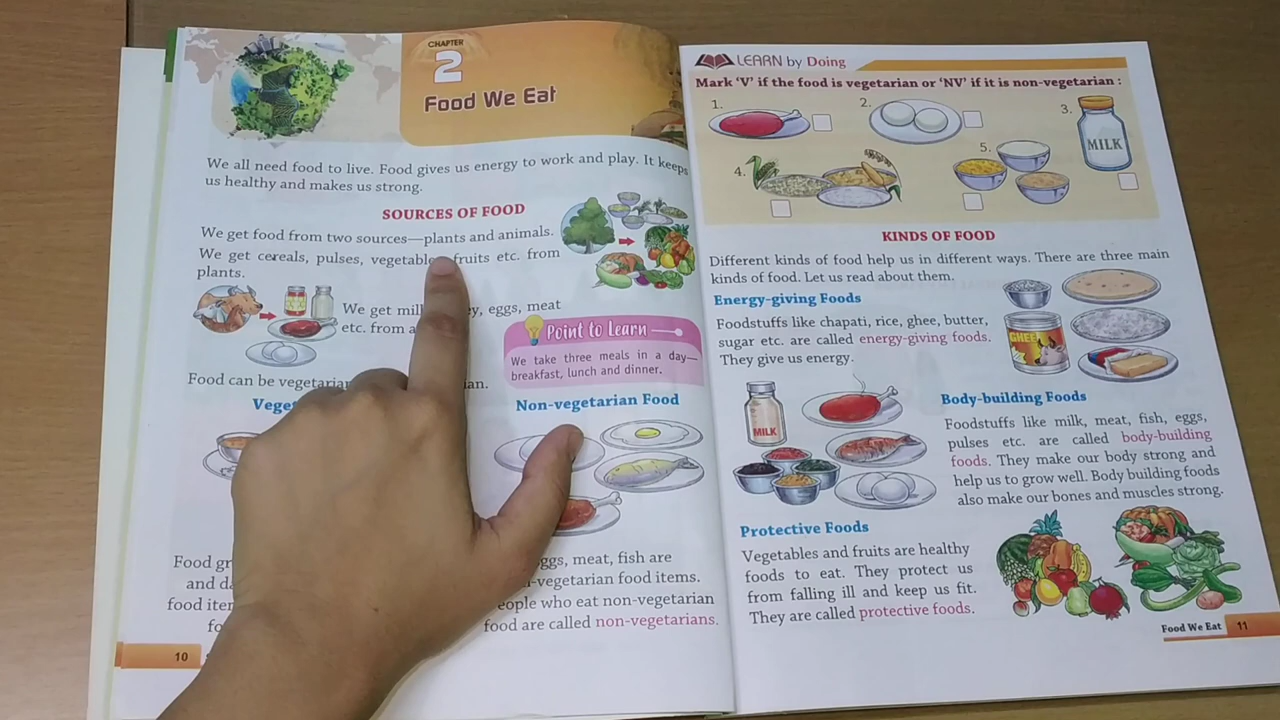 CHAPTER
2
Food We Eat
We all need food to live. Food gives us energy to work and play. It keeps
us healthy and makes us strong.
SOURCES OF FOOD
We get food from two sources—plants and animals.
We get cereals, pulses, fruits etc. from
plants.
We get eggs, meat
etc. from
Point to Learn
We take three meals in a day—
breakfast, lunch and dinner.
Food can be
Non-vegetarian Food
Food
and
food
eggs, meat, fish are
food items.
who eat non-vegetarian
food are called non-vegetarians.
10
LEARN by Doing
Mark 'V' if the food is vegetarian or 'NV' if it is non-vegetarian :
1.
2.
3.
MILK
4.
5.
KINDS OF FOOD
Different kinds of food help us in different ways. There are three main
kinds of food. Let us read about them.
Energy-giving Foods
Foodstuffs like chapati, rice, ghee, butter,
sugar etc. are called energy-giving foods.
They give us energy.
GHEE
MILK
Body-building Foods
Foodstuffs like milk, meat, fish, eggs,
pulses etc. are called body-building
foods. They make our body strong and
help us to grow well. Body building foods
also make our bones and muscles strong.
Protective Foods
Vegetables and fruits are healthy
foods to eat. They protect us
from falling ill and keep us fit.
They are called protective foods.
Food We Eat 11